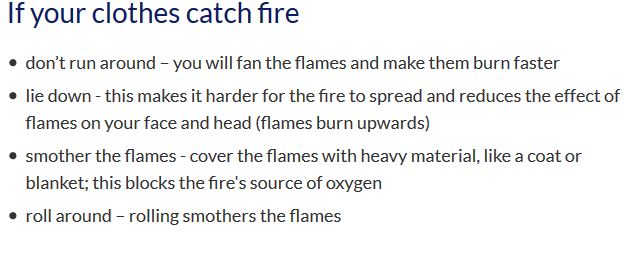 If your clothes catch fire
• don't run around – you will fan the flames and make them burn faster
• lie down - this makes it harder for the fire to spread and reduces the effect of
flames on your face and head (flames burn upwards)
• smother the flames - cover the flames with heavy material, like a coat or
blanket; this blocks the fire's source of oxygen
• roll around – rolling smothers the flames